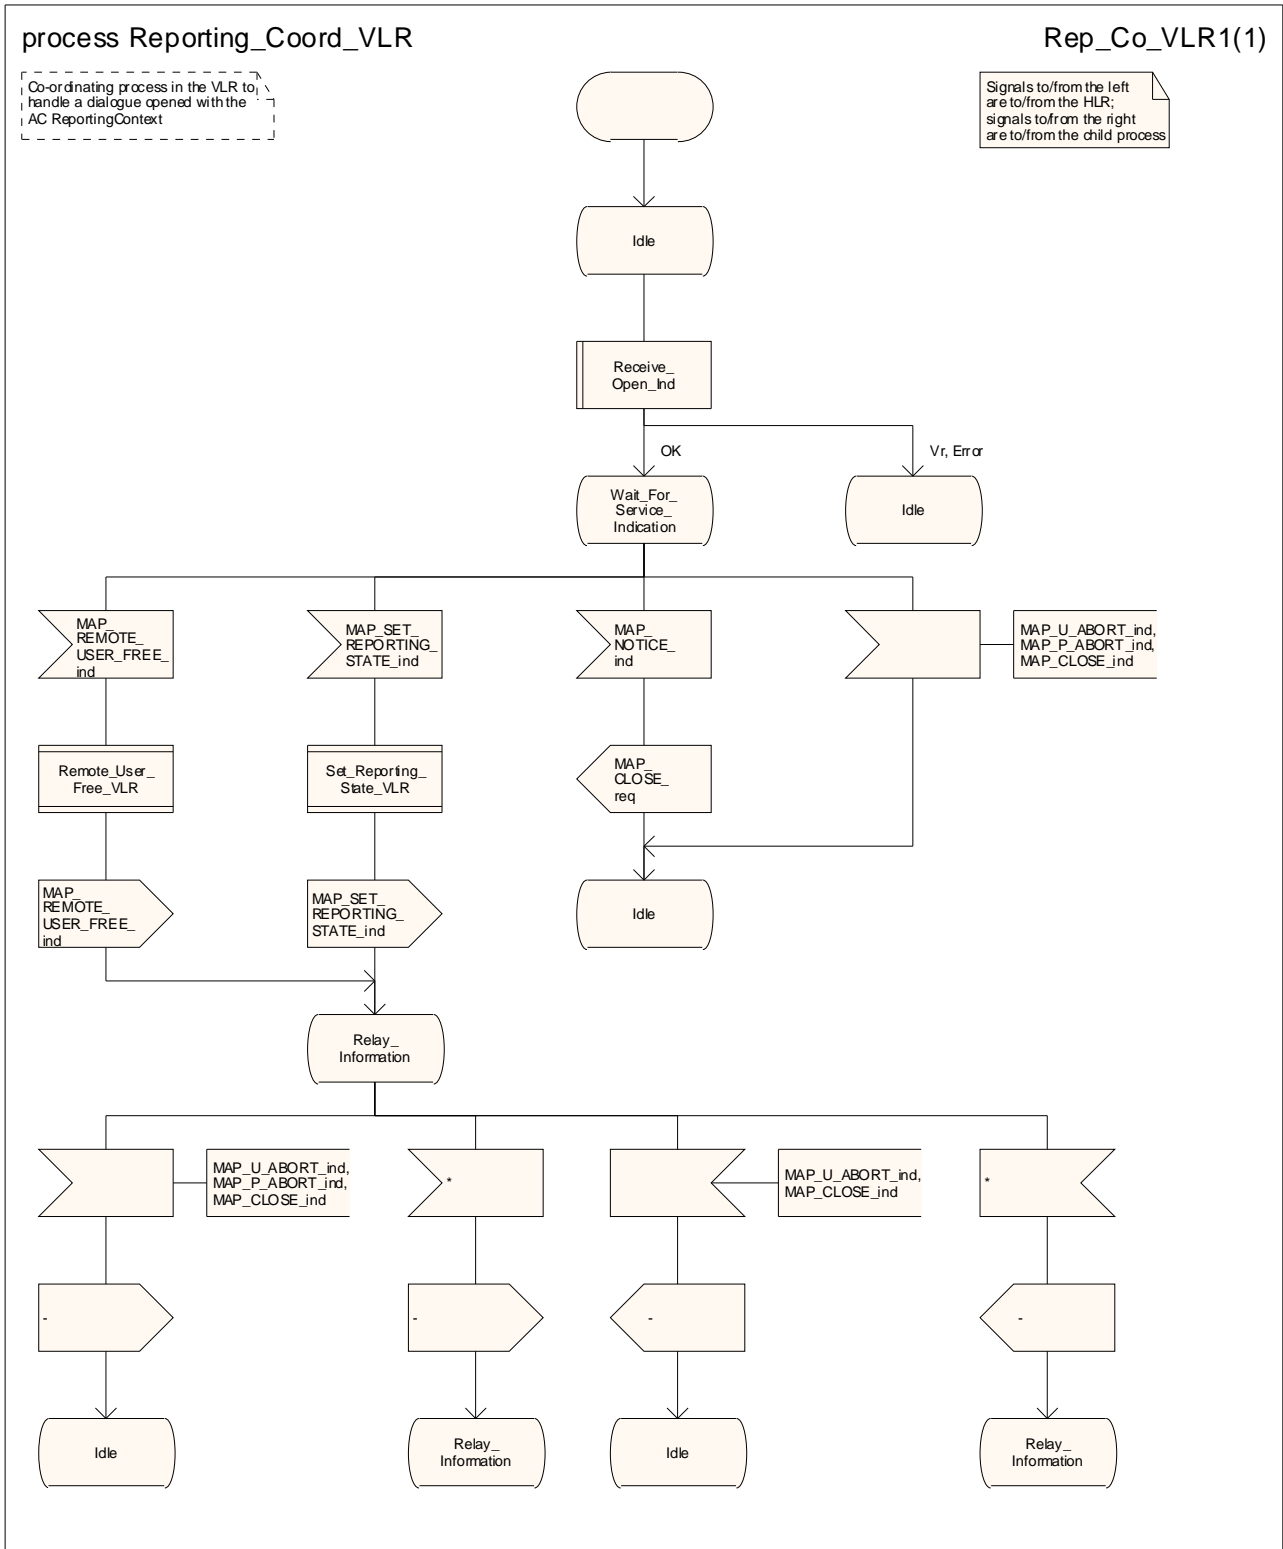 process Reporting_Coord_VLR
Rep_Co_VLR1(1)
Co-ordinating process in the VLR to
handle a dialogue opened with the
AC ReportingContext
Signals to/from the left
are to/from the HLR;
signals to/from the right
are to/from the child process
Idle
Receive_
Open_Ind
OK
Vr, Error
Wait_For_
Service_
Indication
Idle
MAP_
REMOTE_
USER_FREE_
ind
MAP_SET_
REPORTING_
STATE_ind
MAP_
NOTICE_
ind
MAP_U_ABORT_ind,
MAP_P_ABORT_ind,
MAP_CLOSE_ind
Remote_User_
Free_VLR
Set_Reporting_
State_VLR
MAP_
CLOSE_
req
MAP_
REMOTE_
USER_FREE_
ind
MAP_SET_
REPORTING_
STATE_ind
Idle
Relay_
Information
MAP_U_ABORT_ind,
MAP_P_ABORT_ind,
MAP_CLOSE_ind
*
MAP_U_ABORT_ind,
MAP_CLOSE_ind
*
-
-
-
-
Idle
Relay_
Information
Idle
Relay_
Information